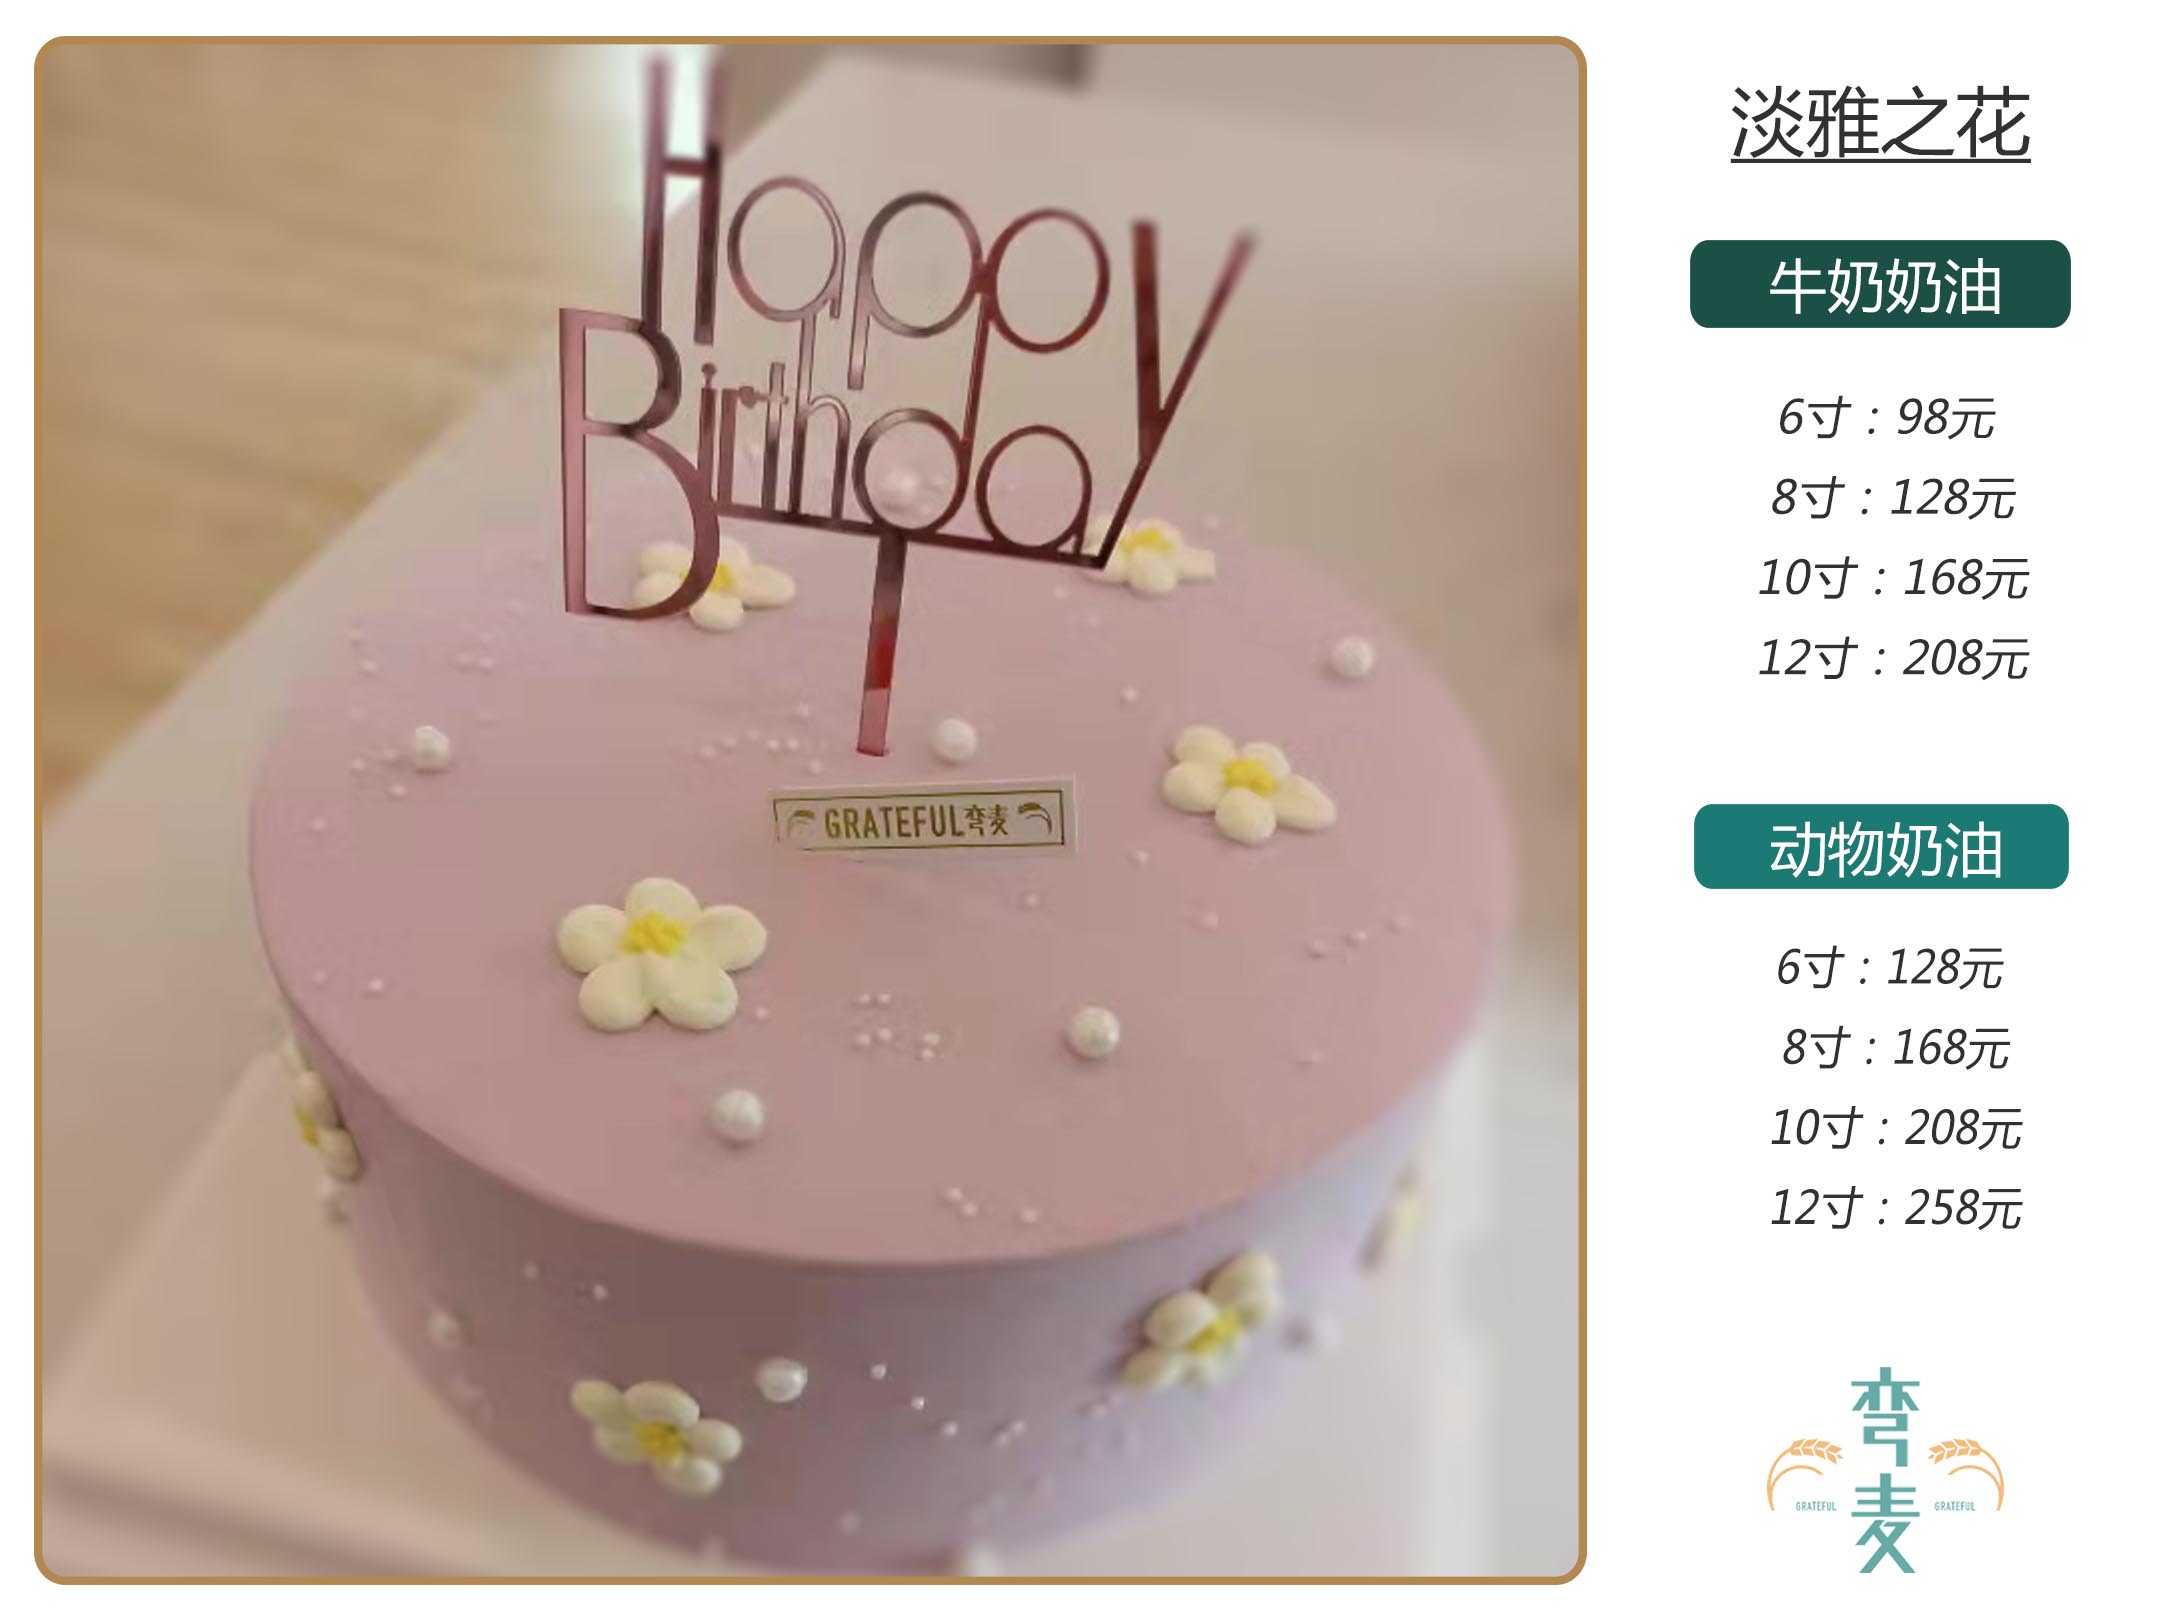 Happy
Birthday
GRATEFUL弯麦
淡雅之花
牛奶奶油
6寸：98元
8寸：128元
10寸：168元
12寸：208元
动物奶油
6寸：128元
8寸：168元
10寸：208元
12寸：258元
弯麦
GRATEFUL GRATEFUL